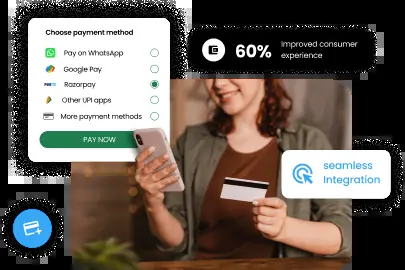 Choose payment method
Pay on WhatsApp
Google Pay
Razorpay
Other UPI apps
More payment methods
PAY NOW
60%
Improved consumer
experience
seamless
Integration